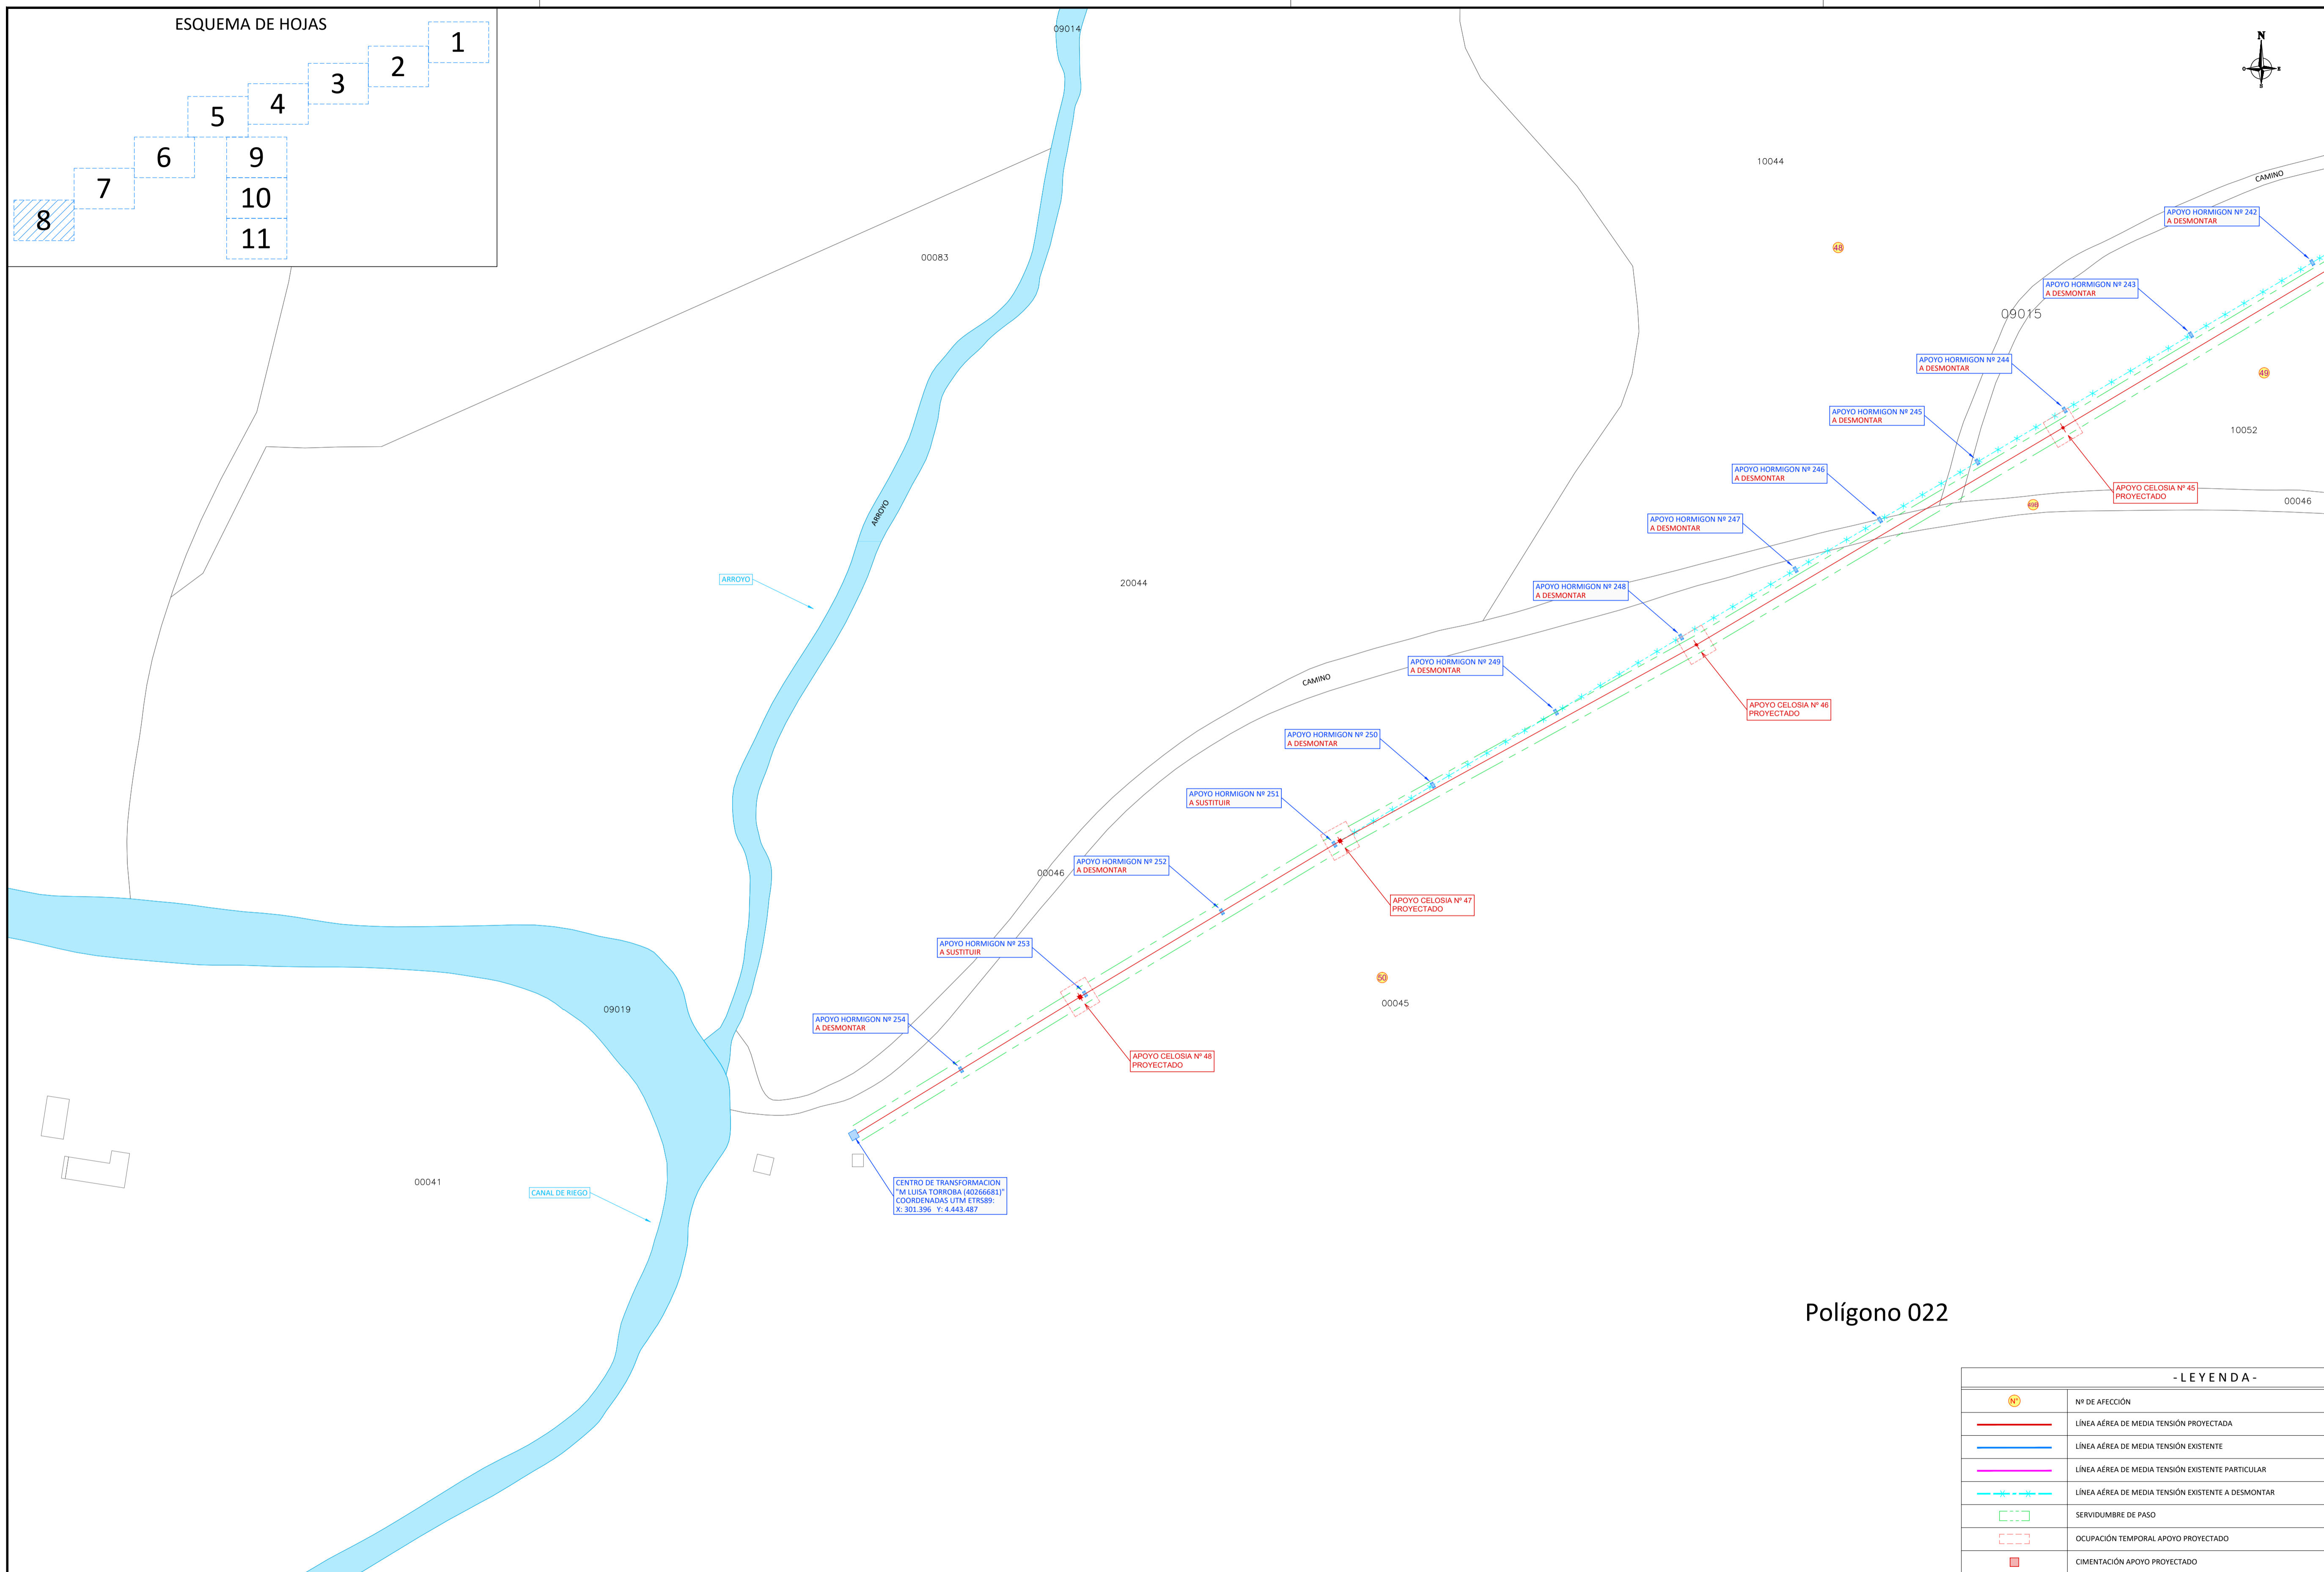 ESQUEMA DE HOJAS
1
2
3
4
5
6
7
8
9
10
11
09014
N
O
E
S
10044
CAMINO
00083
48
APOYO HORMIGON Nº 242
A DESMONTAR
APOYO HORMIGON Nº 243
A DESMONTAR
09015
APOYO HORMIGON Nº 244
A DESMONTAR
49
APOYO HORMIGON Nº 245
A DESMONTAR
10052
APOYO HORMIGON Nº 246
A DESMONTAR
APOYO CELOSIA Nº 45
PROYECTADO
00046
49B
ARROYO
APOYO HORMIGON Nº 247
A DESMONTAR
ARROYO
20044
APOYO HORMIGON Nº 248
A DESMONTAR
APOYO HORMIGON Nº 249
A DESMONTAR
CAMINO
APOYO CELOSIA Nº 46
PROYECTADO
APOYO HORMIGON Nº 250
A DESMONTAR
APOYO HORMIGON Nº 251
A SUSTITUIR
APOYO HORMIGON Nº 252
A DESMONTAR
00046
APOYO CELOSIA Nº 47
PROYECTADO
APOYO HORMIGON Nº 253
A SUSTITUIR
50
00045
09019
APOYO HORMIGON Nº 254
A DESMONTAR
APOYO CELOSIA Nº 48
PROYECTADO
00041
CANAL DE RIEGO
CENTRO DE TRANSFORMACION
"M LUISA TORROBA (40266681)"
COORDENADAS UTM ETRS89:
X: 301.396 Y: 4.443.487
Polígono 022
- L E Y E N D A -
Nº
Nº DE AFECCIÓN
LÍNEA AÉREA DE MEDIA TENSIÓN PROYECTADA
LÍNEA AÉREA DE MEDIA TENSIÓN EXISTENTE
LÍNEA AÉREA DE MEDIA TENSIÓN EXISTENTE PARTICULAR
LÍNEA AÉREA DE MEDIA TENSIÓN EXISTENTE A DESMONTAR
SERVIDUMBRE DE PASO
OCUPACIÓN TEMPORAL APOYO PROYECTADO
CIMENTACIÓN APOYO PROYECTADO